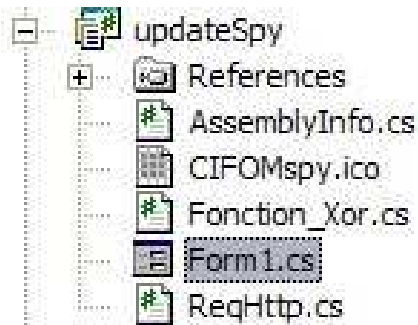 updateSpy
References
AssemblyInfo.cs
CIFOMspy.ico
Fonction_Xor.cs
Form1.cs
ReqHttp.cs